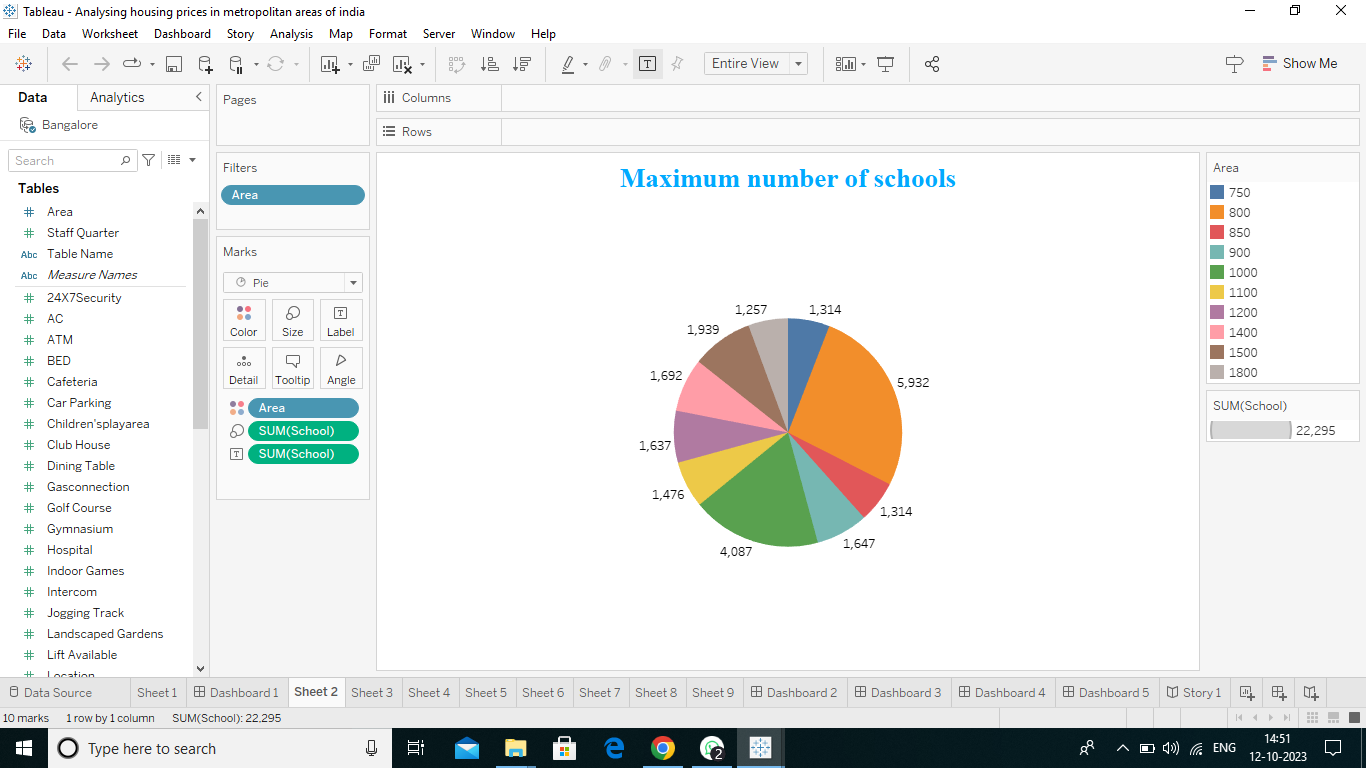 Tableau - Analysing housing prices in metropolitan areas of india
File Data Worksheet Dashboard Story Analysis Map Format Server Window Help
Entire View
Show Me
Data Analytics
Bangalore
Search
Tables
Area
Staff Quarter
Abc Table Name
Abc Measure Names
24X7Security
AC
ATM
BED
Cafeteria
Car Parking
Children'splayarea
Club House
Dining Table
Gasconnection
Golf Course
Gymnasium
Hospital
Indoor Games
Intercom
Jogging Track
Landscaped Gardens
Lift Available
Location
Pages
Filters
Area
Marks
Pie
Color Size Label
Detail Tooltip Angle
Area
SUM(School)
SUM(School)
Columns
Rows
Maximum number of schools
1,314
5,932
1,314
1,647
4,087
1,476
1,637
1,692
1,939
1,257
Area
750
800
850
900
1000
1100
1200
1400
1500
1800
SUM(School)
22,295
Data Source Sheet 1 Dashboard 1 Sheet 2 Sheet 3 Sheet 4 Sheet 5 Sheet 6 Sheet 7 Sheet 8 Sheet 9 Dashboard 2 Dashboard 3 Dashboard 4 Dashboard 5 Story 1
10 marks 1 row by 1 column SUM(School): 22,295
Type here to search
2
ENG
14:51
12-10-2023